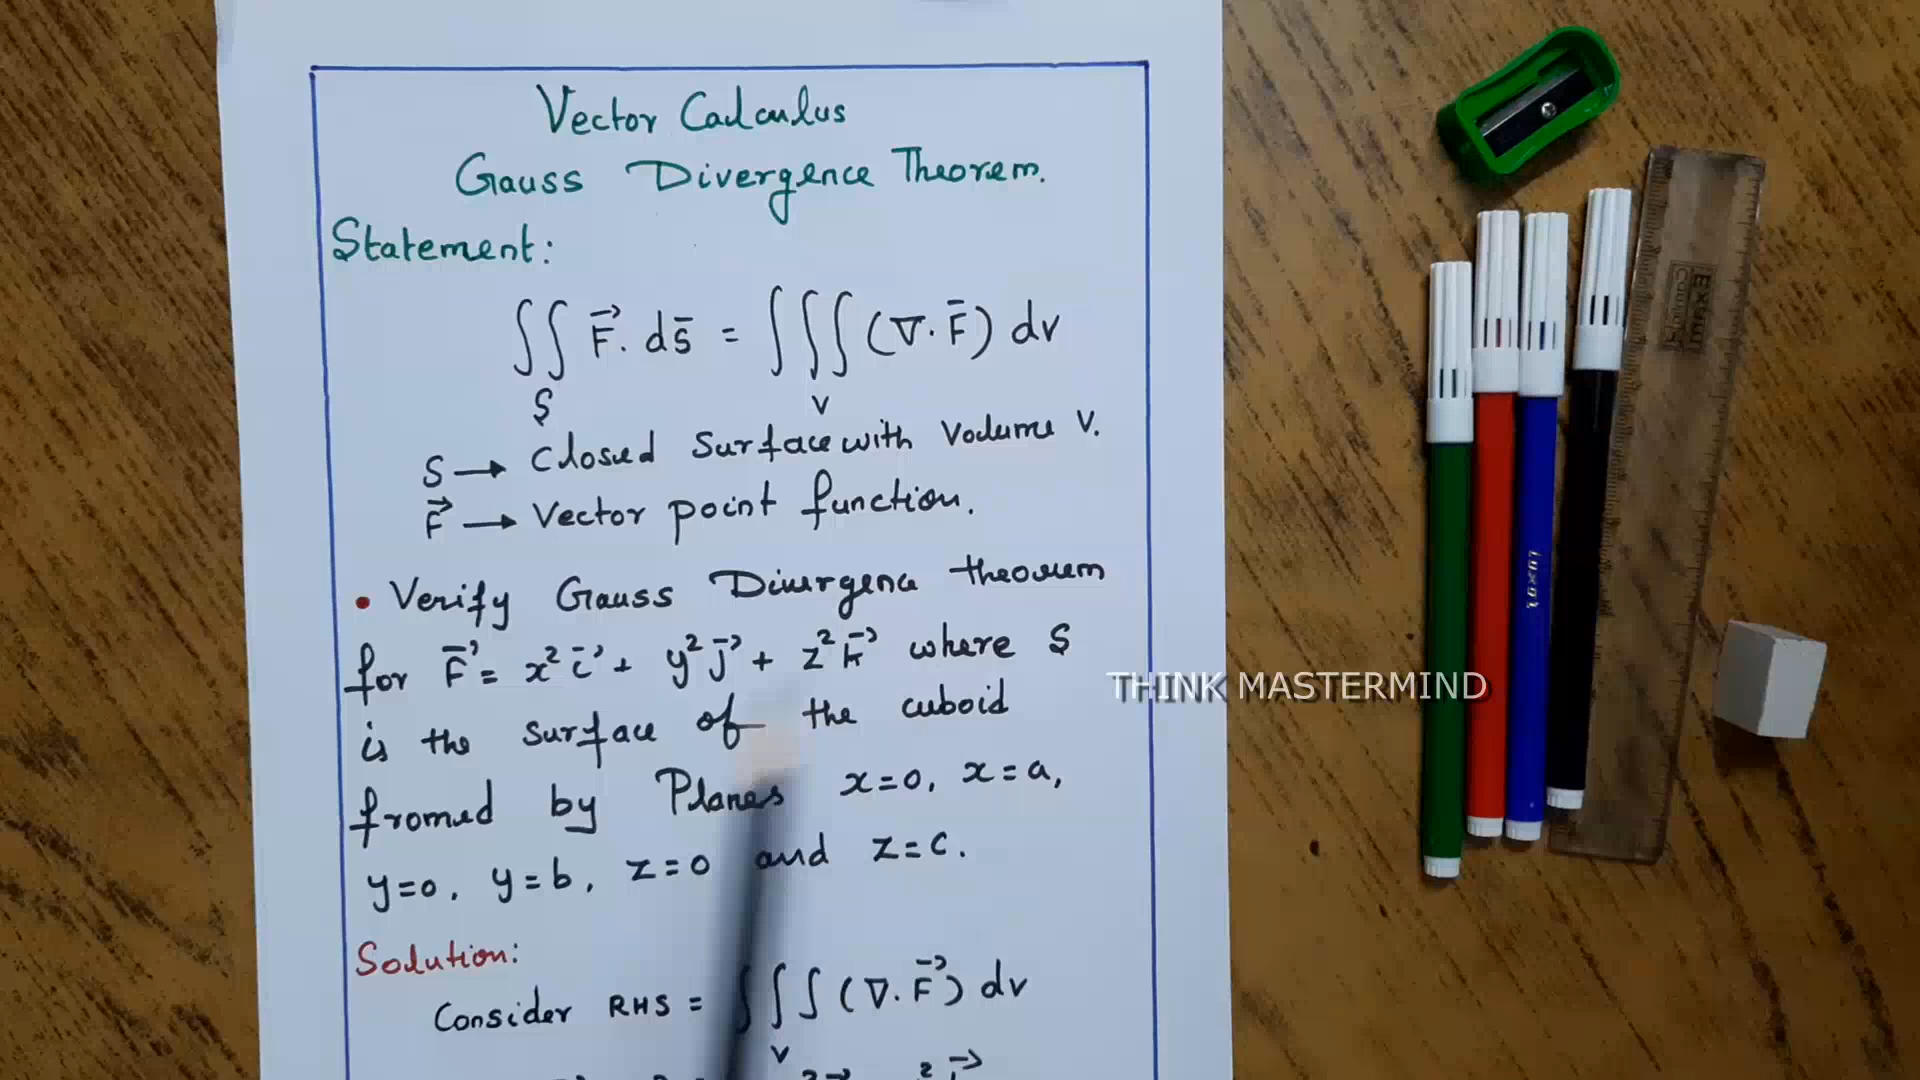 Vector Calculus
Gauss Divergence Theorem.
Statement:
∬ F⃗. ds̄ = ∭ (∇. F̄) dv
S V
S → Closed Surface with Volume V.
F⃗ → Vector point function.
• Verify Gauss Divergence theorem
for F⃗ = x² i⃗ + y² j⃗ + z² k⃗ where S
is the surface of the cuboid
fromed by Planes x=0, x=a,
y=0, y=b, z=0 and z=c.
Solution:
Consider RHS = ∭ (∇. F⃗) dv
V
THINK MASTERMIND
Luxor
Exam